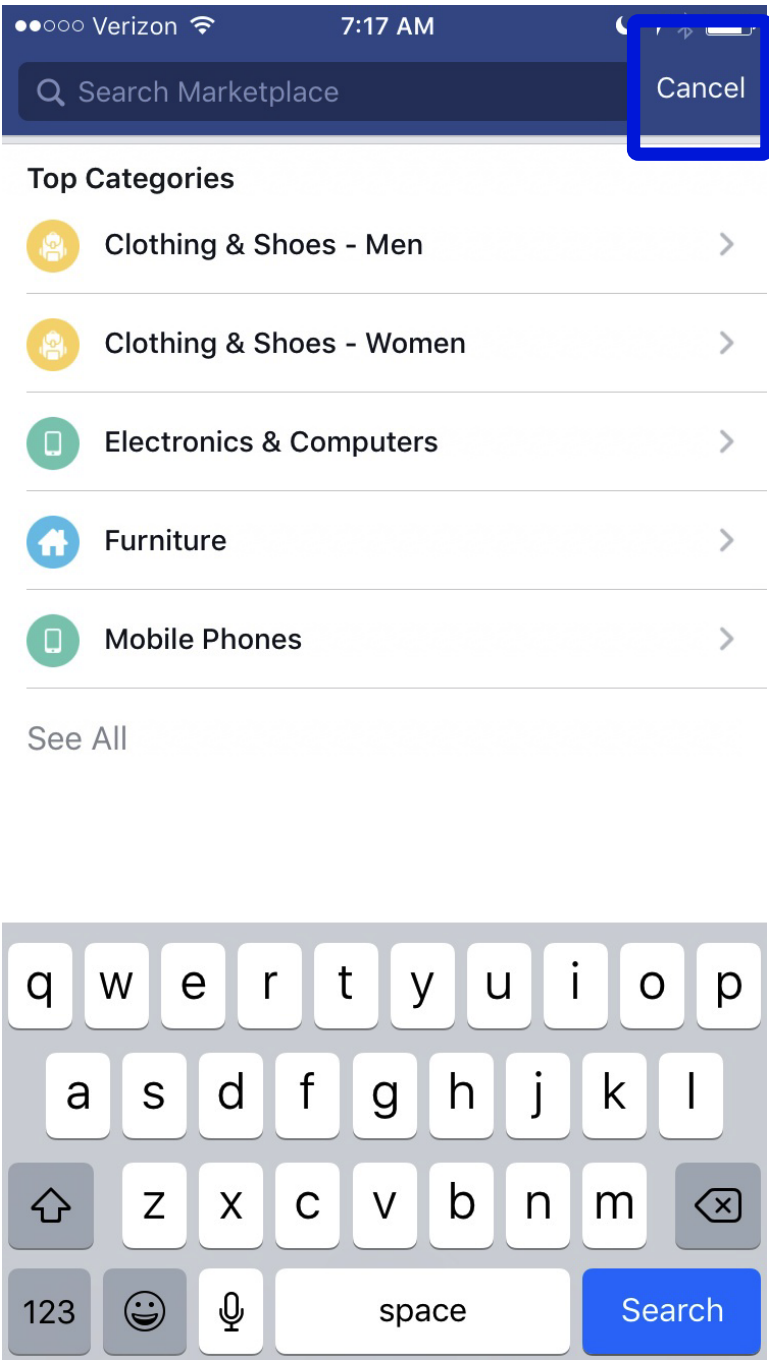 Verizon 7:17 AM
Search Marketplace Cancel
Top Categories
Clothing & Shoes - Men
Clothing & Shoes - Women
Electronics & Computers
Furniture
Mobile Phones
See All
q w e r t y u i o p
a s d f g h j k l
z x c v b n m
123 space Search